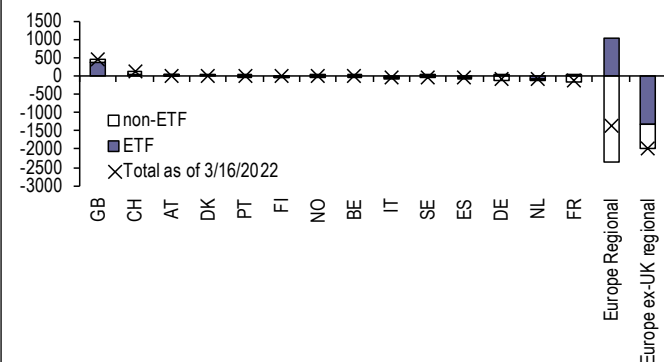 1500
1000
500
0
-500
-1000
-1500
-2000
-2500
-3000
non-ETF
ETF
Total as of 3/16/2022
GB
CH
AT
DK
PT
FI
NO
BE
IT
SE
ES
DE
NL
FR
Europe Regional
Europe ex-UK regional